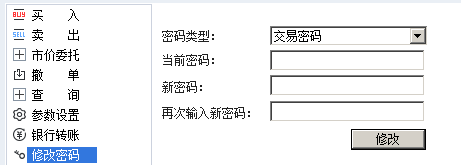 BUY 买 入
SELL 卖 出
市价委托
撤 单
查 询
参数设置
银行转账
修改密码
密码类型： 交易密码
当前密码：
新密码：
再次输入新密码：
修改